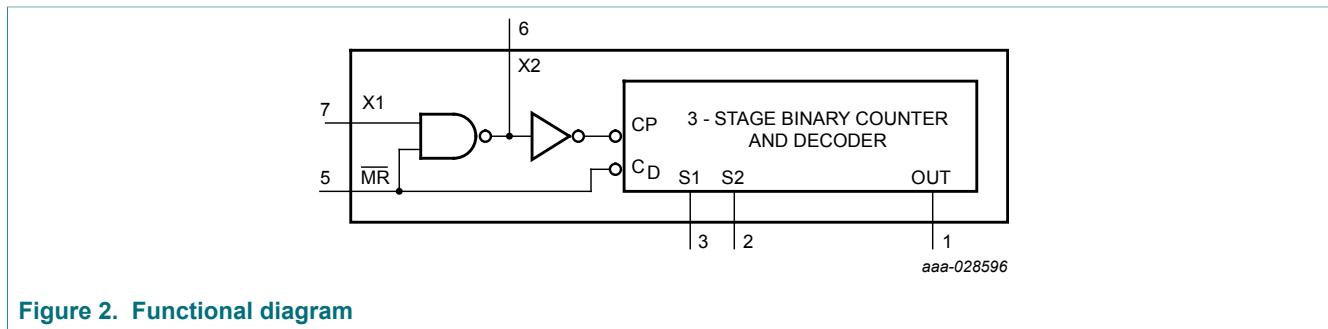 6
X2
7 X1
3 - STAGE BINARY COUNTER
AND DECODER
CP
CD
5 MR
S1 S2 OUT
3 2 1
aaa-028596
Figure 2. Functional diagram